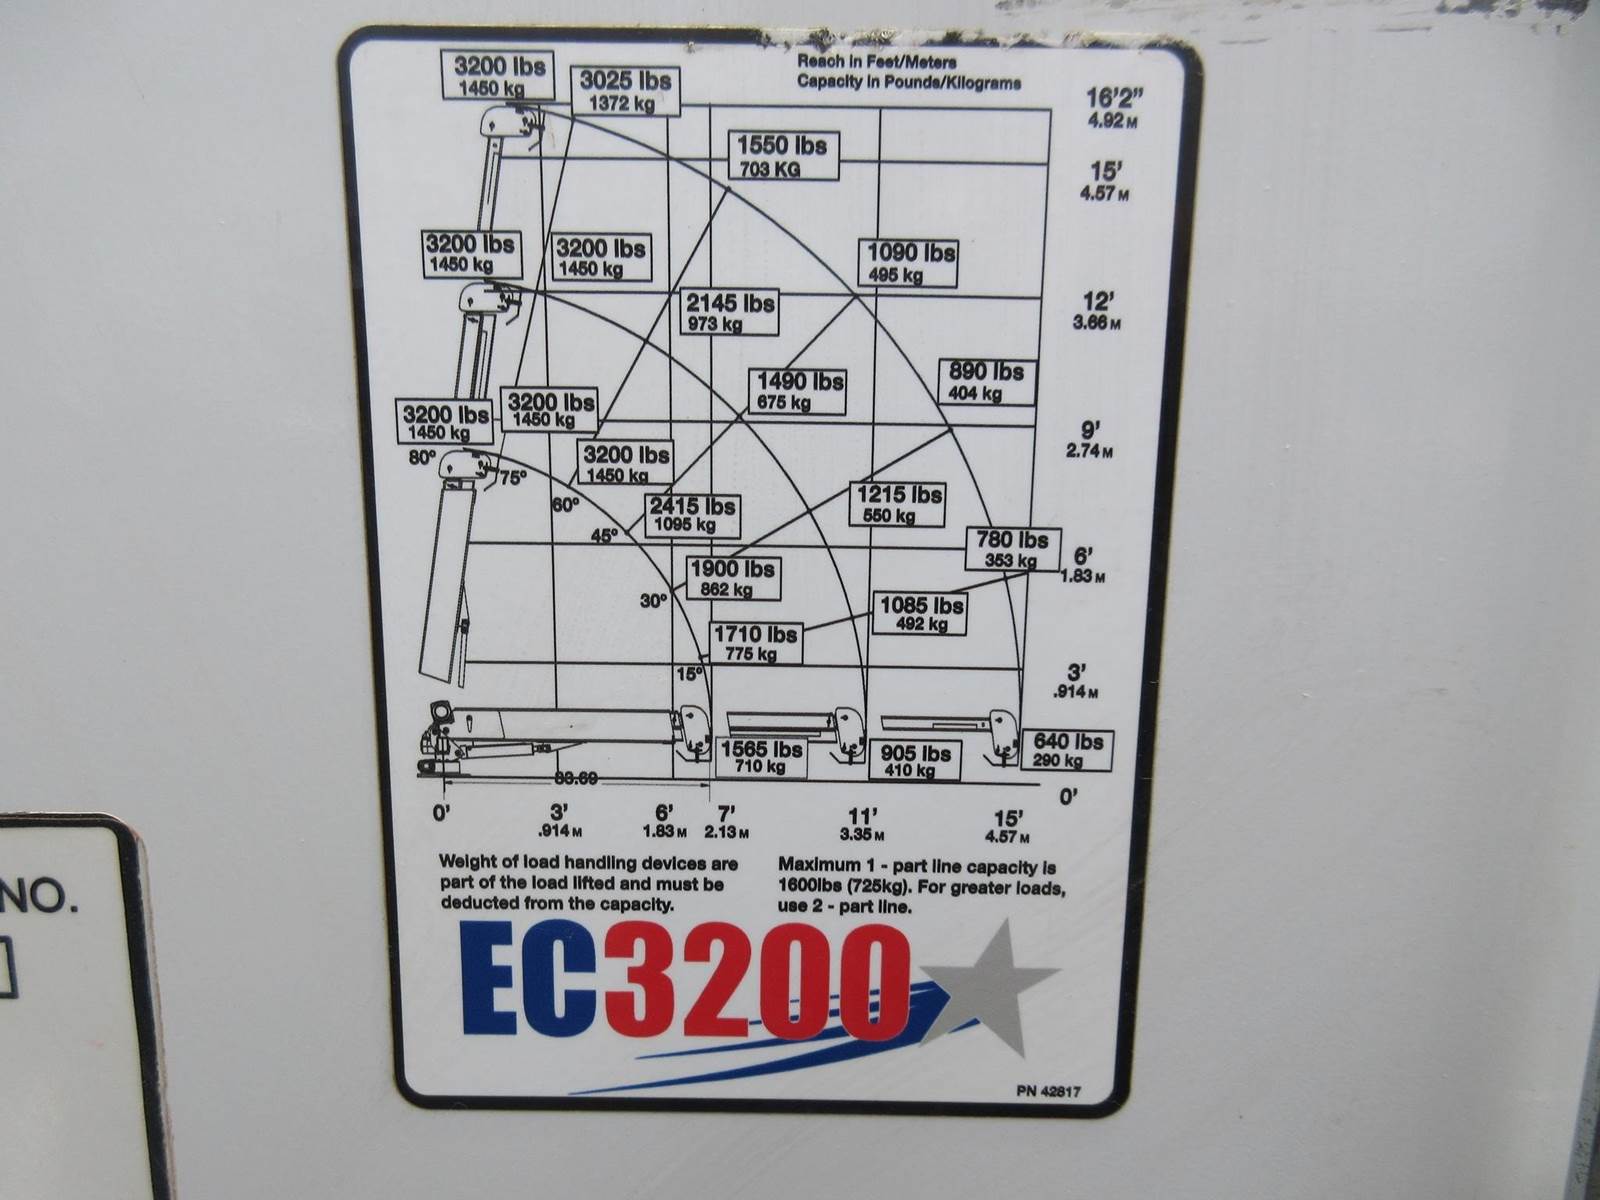 Reach in Feet/Meters
Capacity in Pounds/Kilograms
3200 lbs
1450 kg
3025 lbs
1372 kg
16'2"
4.92 M
1550 lbs
703 KG
15'
4.57 M
3200 lbs
1450 kg
3200 lbs
1450 kg
1090 lbs
495 kg
2145 lbs
973 kg
12'
3.66 M
1490 lbs
675 kg
890 lbs
404 kg
3200 lbs
1450 kg
3200 lbs
1450 kg
9'
2.74 M
80°
75°
3200 lbs
1450 kg
60°
2415 lbs
1095 kg
1215 lbs
550 kg
45°
780 lbs
353 kg
6'
1.83 M
1900 lbs
862 kg
30°
1085 lbs
492 kg
1710 lbs
775 kg
15°
3'
.914 M
1565 lbs
710 kg
905 lbs
410 kg
640 lbs
290 kg
83.69
0'
0'
3'
.914 M
6'
1.83 M
7'
2.13 M
11'
3.35 M
15'
4.57 M
Weight of load handling devices are
part of the load lifted and must be
deducted from the capacity.
Maximum 1 - part line capacity is
1600lbs (725kg). For greater loads,
use 2 - part line.
EC3200
PN 42817
NO.